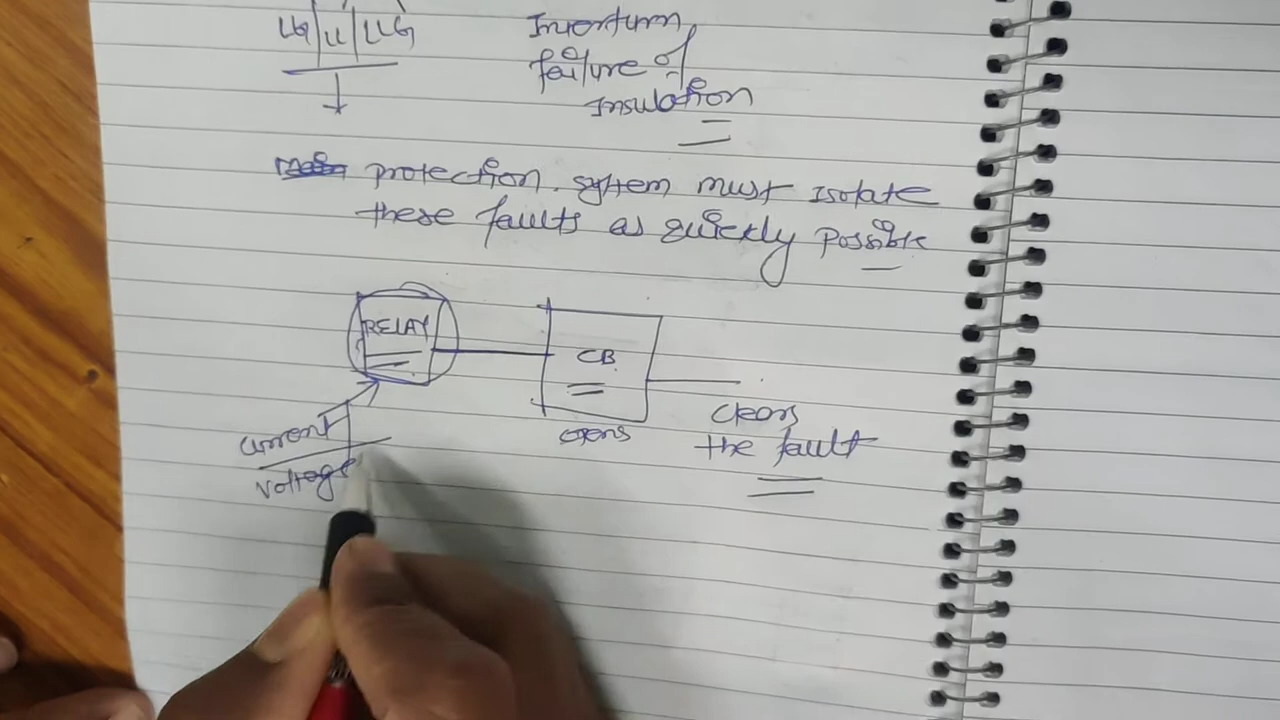 LG LL LLG
failure of
Insulation
protection system must isolate
these faults as quickly possible
RELAY
CB
opens
current
voltage
clears
the fault